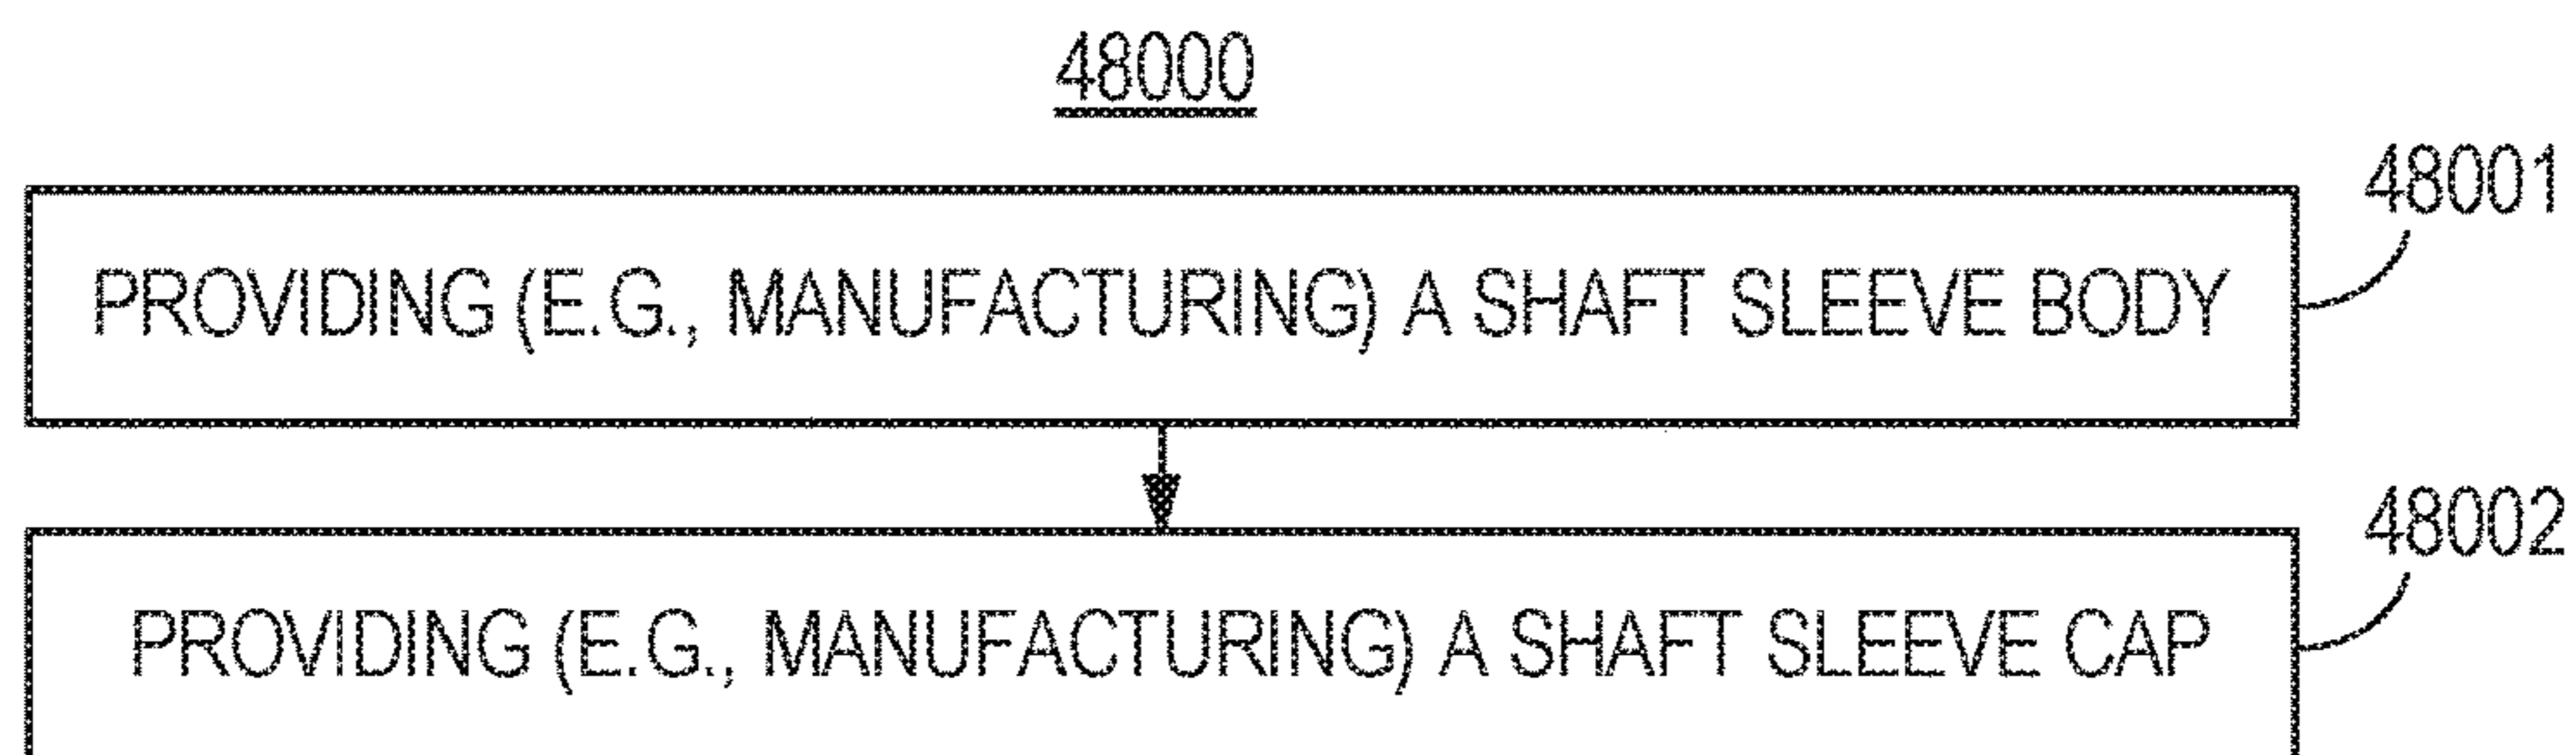 48000
48001
PROVIDING (E.G., MANUFACTURING) A SHAFT SLEEVE BODY
48002
PROVIDING (E.G., MANUFACTURING) A SHAFT SLEEVE CAP